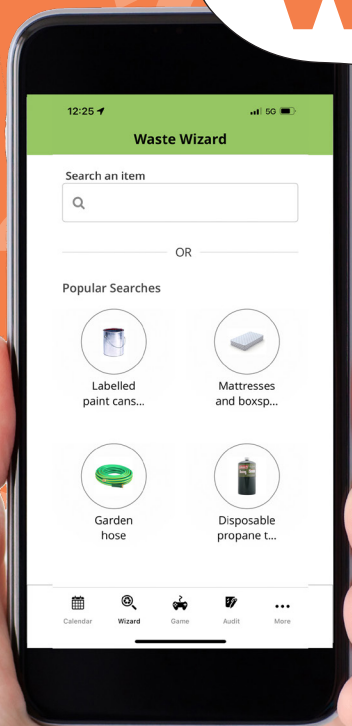 12:25
5G
Waste Wizard
Search an item
OR
Popular Searches
Labelled
paint cans...
Mattresses
and boxsp...
Garden
hose
Disposable
propane t...
Calendar
Wizard
Game
Audit
More